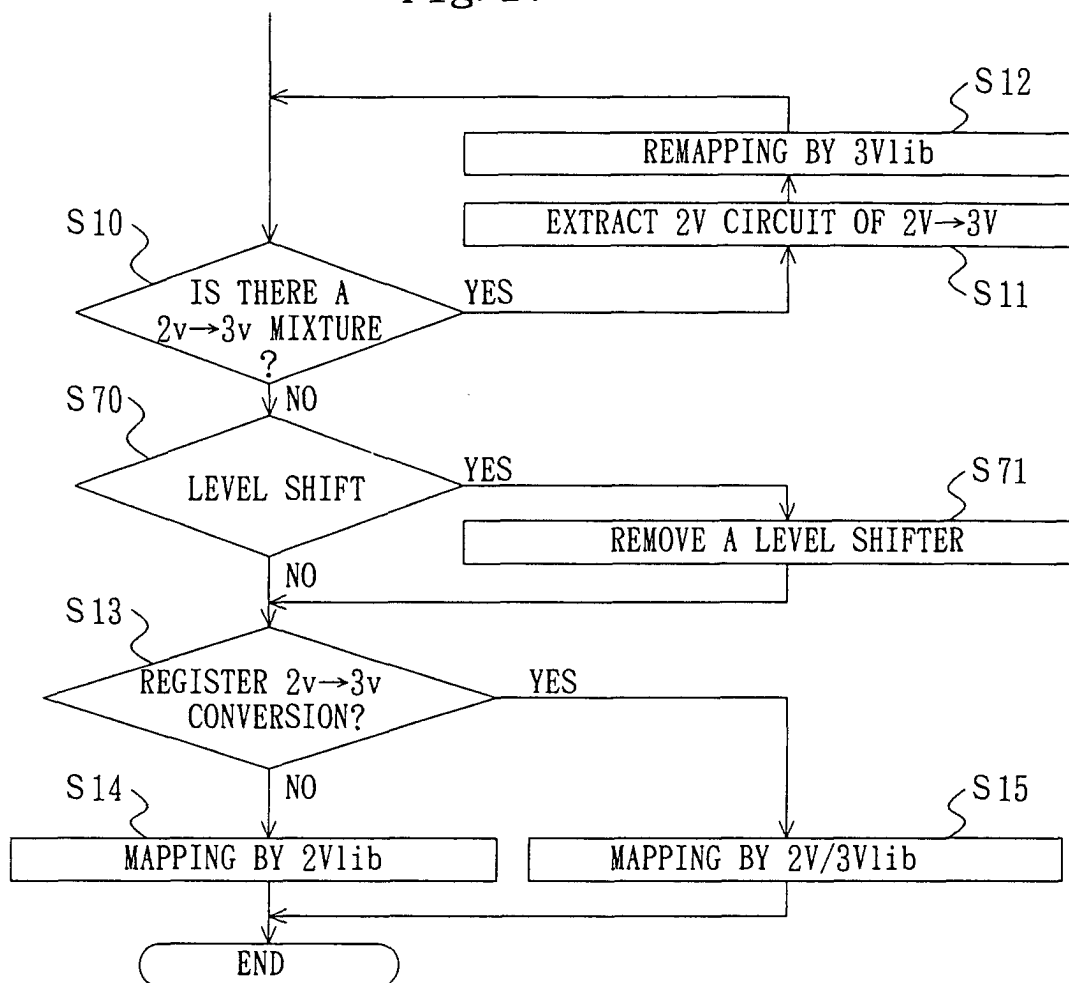 S12
REMAPPING BY 3Vlib
S10
EXTRACT 2V CIRCUIT OF 2V→3V
IS THERE A
2v→3v MIXTURE
?
YES
S11
S70
NO
LEVEL SHIFT
YES
S71
REMOVE A LEVEL SHIFTER
NO
S13
REGISTER 2v→3v
CONVERSION?
YES
S14
NO
S15
MAPPING BY 2Vlib
MAPPING BY 2V/3Vlib
END